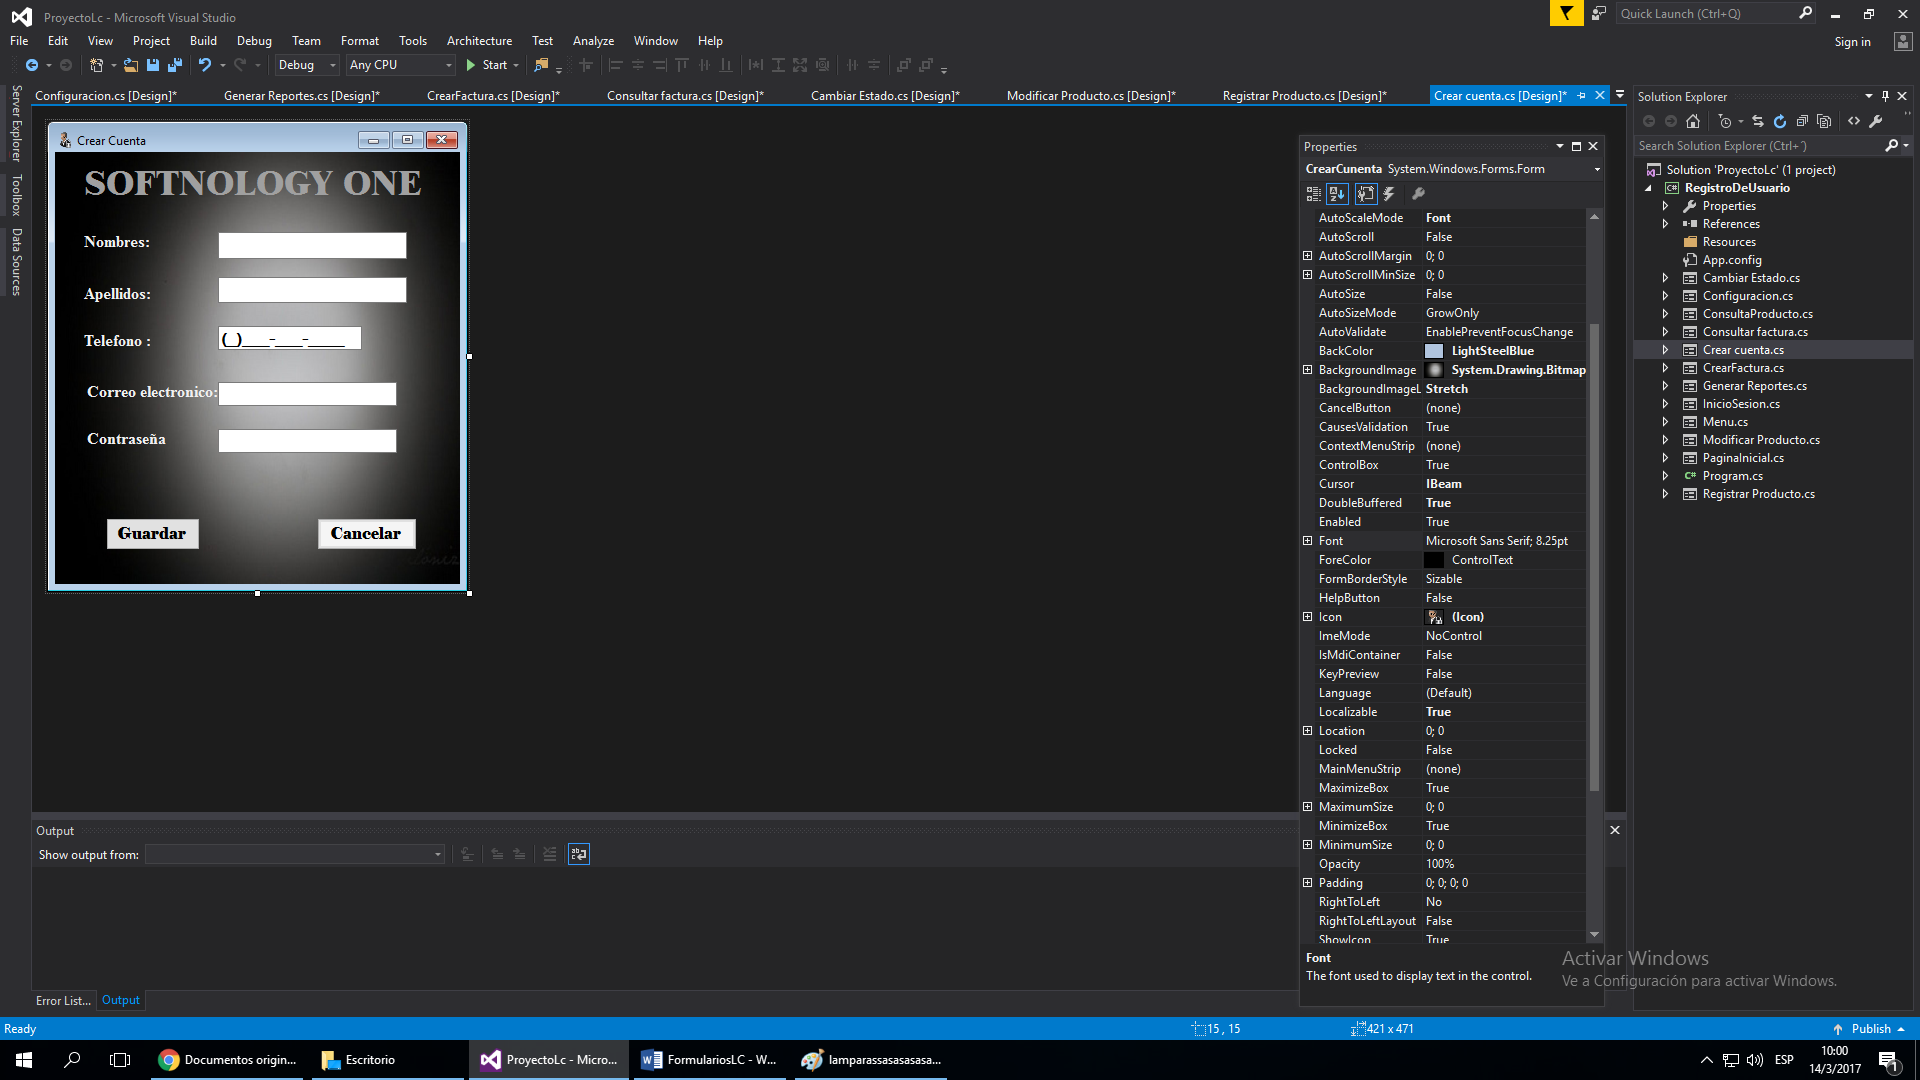 ProyectoLc - Microsoft Visual Studio
Quick Launch (Ctrl+Q)
File Edit View Project Build Debug Team Format Tools Architecture Test Analyze Window Help
Sign in
Debug Any CPU Start
Configuracion.cs [Design]* Generar Reportes.cs [Design]* CrearFactura.cs [Design]* Consultar factura.cs [Design]* Cambiar Estado.cs [Design]* Modificar Producto.cs [Design]* Registrar Producto.cs [Design]* Crear cuenta.cs [Design]*
Server Explorer
Toolbox
Data Sources
Crear Cuenta
SOFTNOLOGY ONE
Nombres:
Apellidos:
Telefono :
(_)___-___-____
Correo electronico:
Contraseña
Guardar Cancelar
Properties
CrearCunenta System.Windows.Forms.Form
AutoScaleMode Font
AutoScroll False
AutoScrollMargin 0; 0
AutoScrollMinSize 0; 0
AutoSize False
AutoSizeMode GrowOnly
AutoValidate EnablePreventFocusChange
BackColor LightSteelBlue
BackgroundImage System.Drawing.Bitmap
BackgroundImageL Stretch
CancelButton (none)
CausesValidation True
ContextMenuStrip (none)
ControlBox True
Cursor IBeam
DoubleBuffered True
Enabled True
Font Microsoft Sans Serif; 8.25pt
ForeColor ControlText
FormBorderStyle Sizable
HelpButton False
Icon (Icon)
ImeMode NoControl
IsMdiContainer False
KeyPreview False
Language (Default)
Localizable True
Location 0; 0
Locked False
MainMenuStrip (none)
MaximizeBox True
MaximumSize 0; 0
MinimizeBox True
MinimumSize 0; 0
Opacity 100%
Padding 0; 0; 0; 0
RightToLeft No
RightToLeftLayout False
ShowIcon True
Font
The font used to display text in the control.
Solution Explorer
Search Solution Explorer (Ctrl+´)
Solution 'ProyectoLc' (1 project)
RegistroDeUsuario
Properties
References
Resources
App.config
Cambiar Estado.cs
Configuracion.cs
ConsultaProducto.cs
Consultar factura.cs
Crear cuenta.cs
CrearFactura.cs
Generar Reportes.cs
InicioSesion.cs
Menu.cs
Modificar Producto.cs
PaginaInicial.cs
Program.cs
Registrar Producto.cs
Output
Show output from:
Activar Windows
Ve a Configuración para activar Windows.
Error List... Output
Ready 15 , 15 421 x 471 Publish
Documentos origin... Escritorio ProyectoLc - Micro... FormulariosLC - W... lamparassasasasasa... ESP 10:00
14/3/2017
1